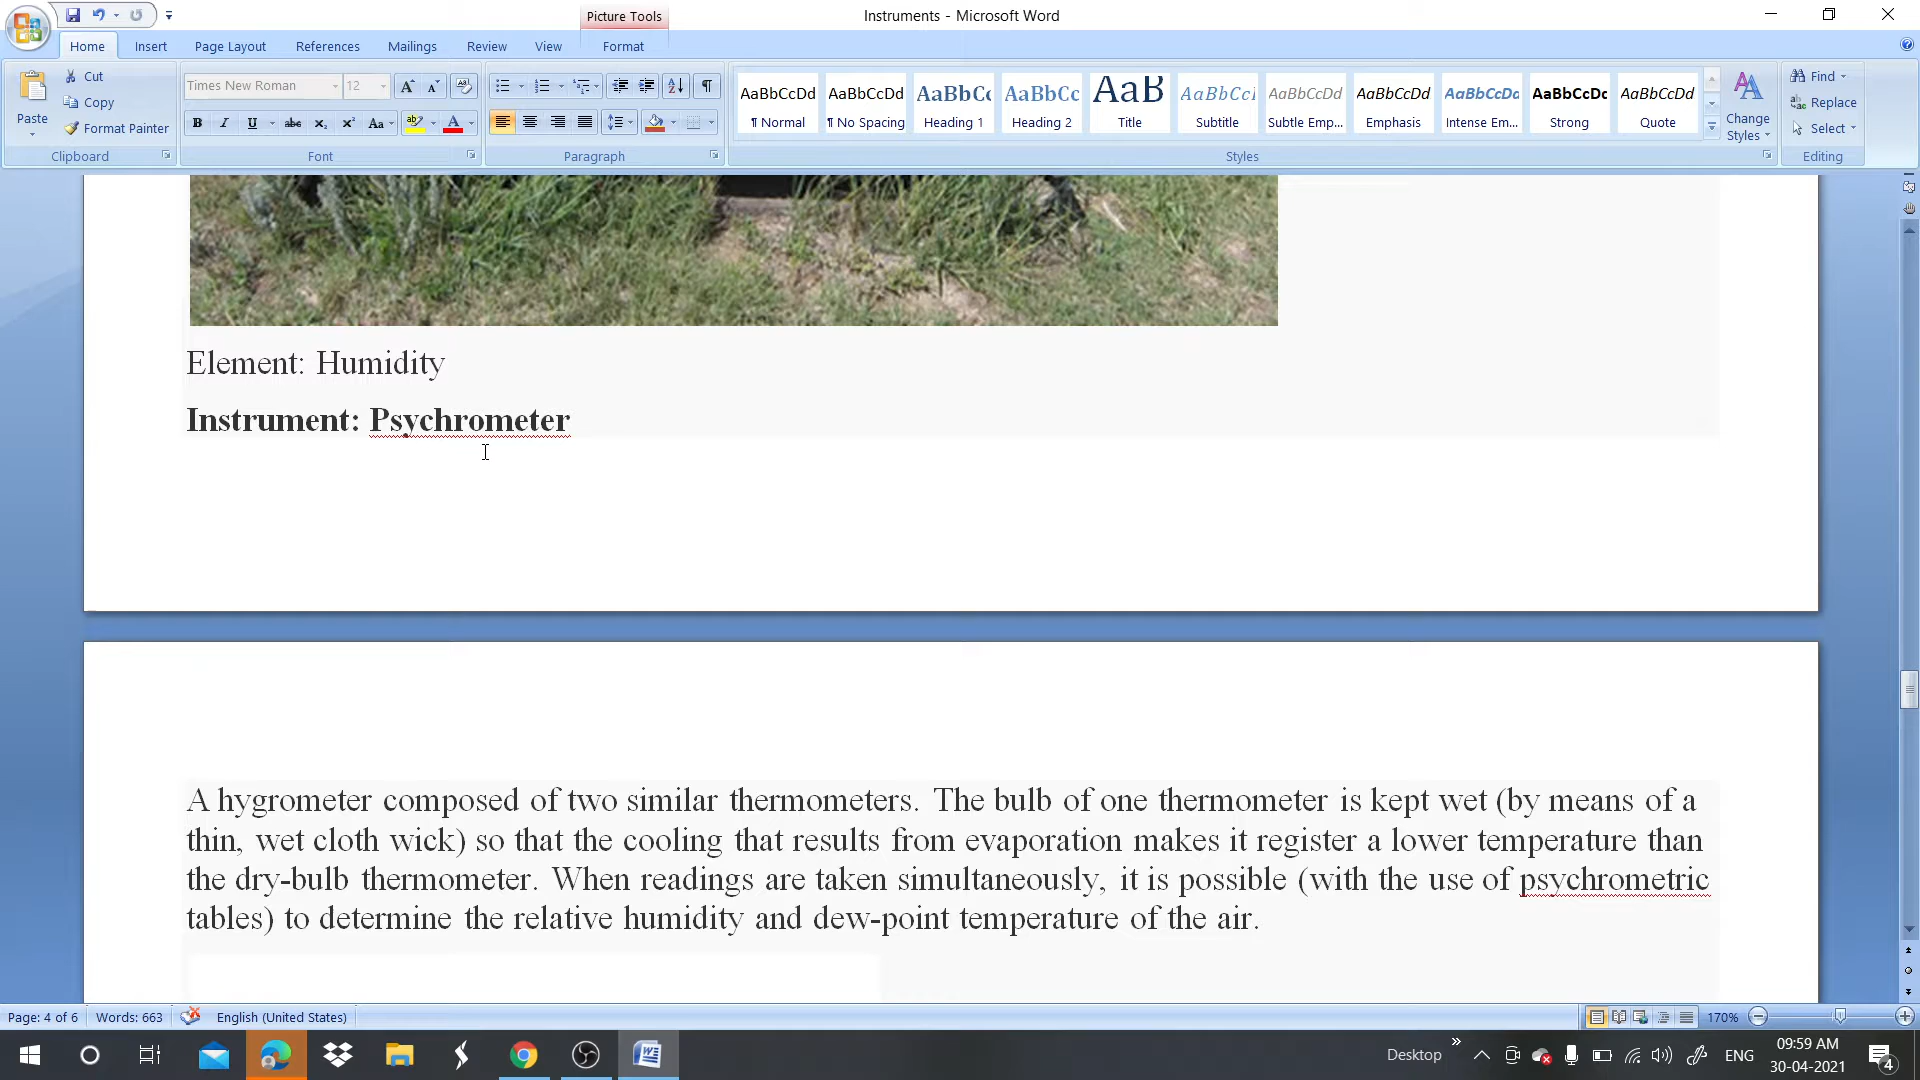 Instruments - Microsoft Word
Picture Tools
Home Insert Page Layout References Mailings Review View Format
Paste
Cut
Copy
Format Painter
Clipboard
Times New Roman 12
Font
Paragraph
AaBbCcDd AaBbCcDd AaBbCc AaBbCc AaB AaBbCcI AaBbCcDd AaBbCcDd AaBbCcDd AaBbCcDc AaBbCcDd
¶ Normal ¶ No Spacing Heading 1 Heading 2 Title Subtitle Subtle Emp... Emphasis Intense Em... Strong Quote
Change Styles
Styles
Find
Replace
Select
Editing
Element: Humidity
Instrument: Psychrometer
A hygrometer composed of two similar thermometers. The bulb of one thermometer is kept wet (by means of a
thin, wet cloth wick) so that the cooling that results from evaporation makes it register a lower temperature than
the dry-bulb thermometer. When readings are taken simultaneously, it is possible (with the use of psychrometric
tables) to determine the relative humidity and dew-point temperature of the air.
Page: 4 of 6 Words: 663 English (United States) 170%
Desktop ENG 09:59 AM
30-04-2021
4